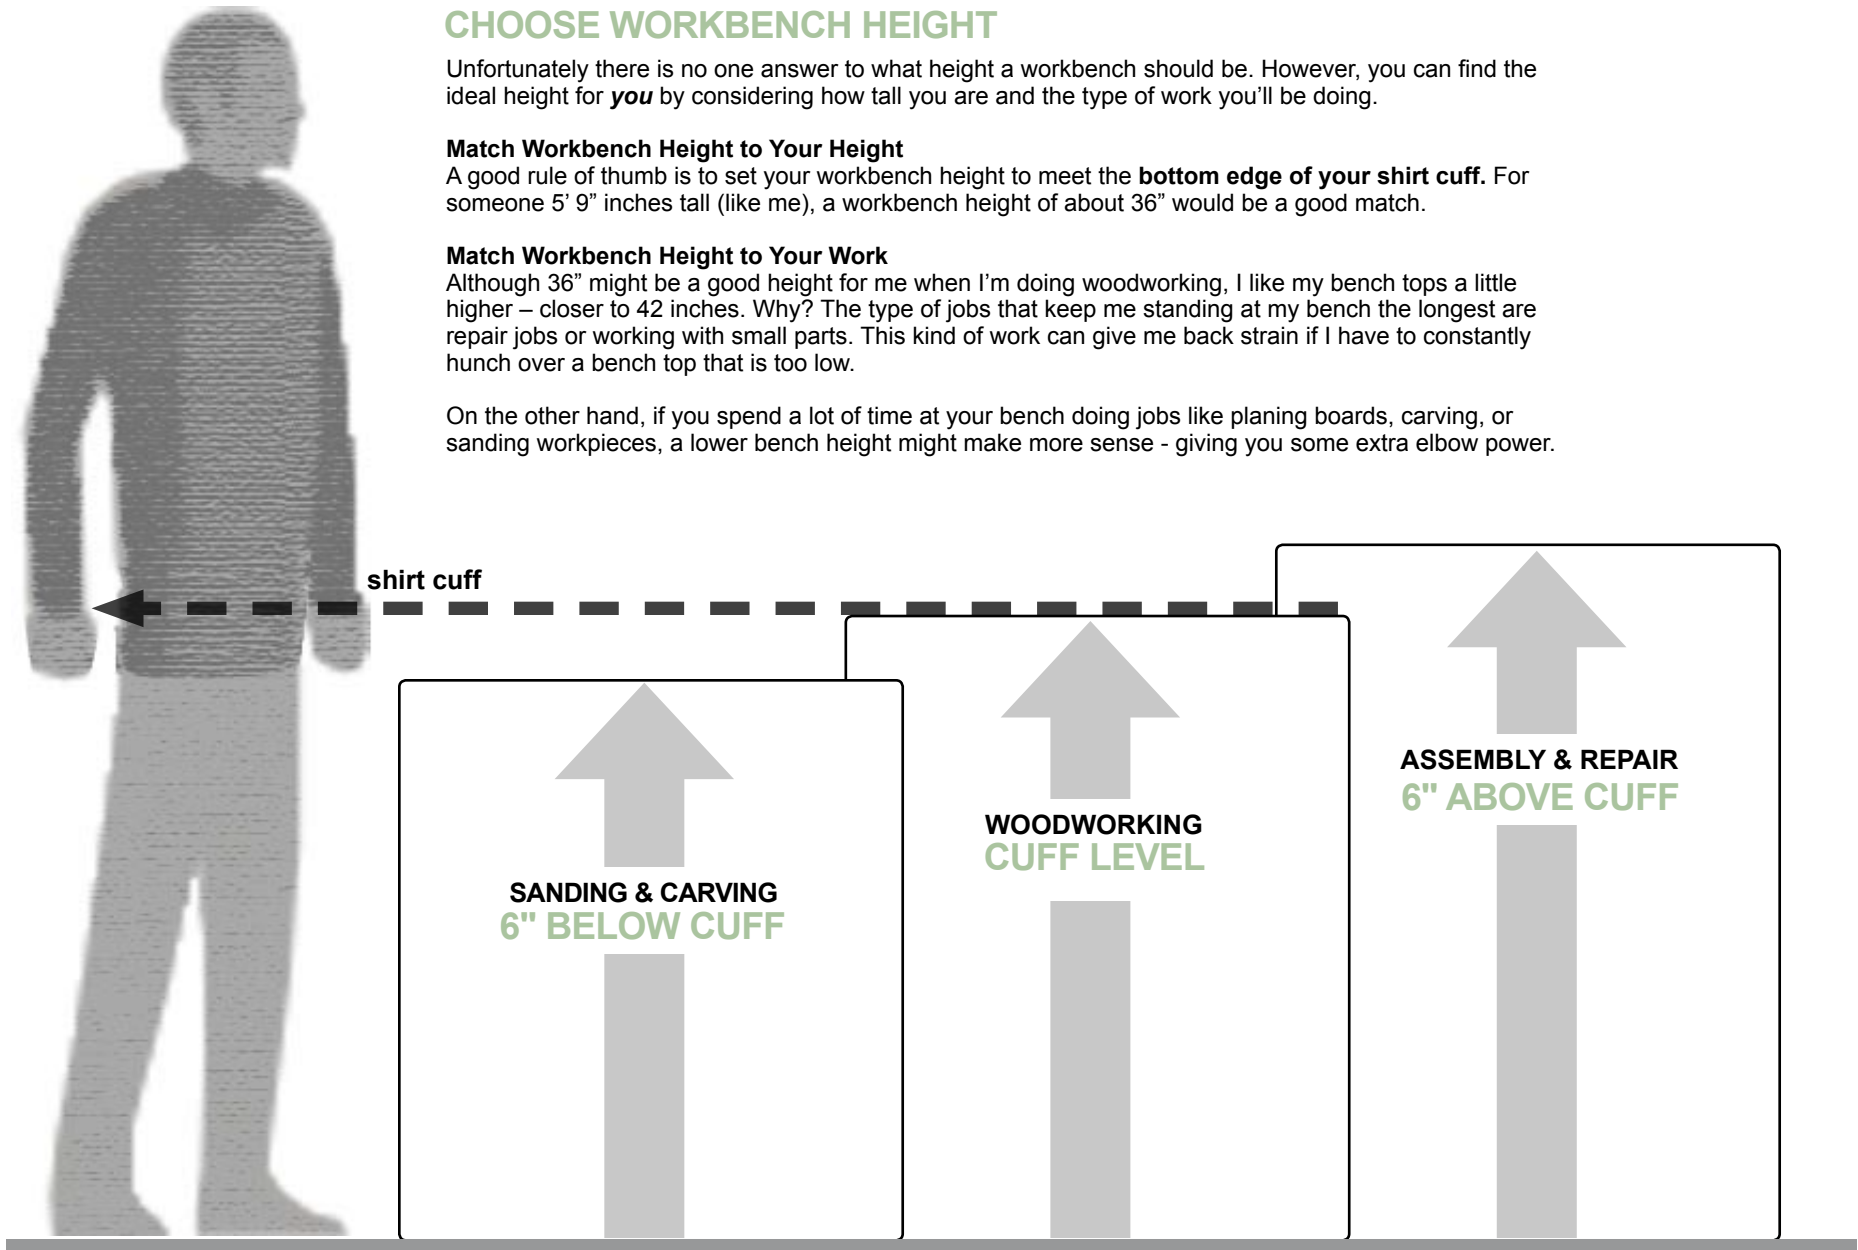 CHOOSE WORKBENCH HEIGHT
Unfortunately there is no one answer to what height a workbench should be. However, you can find the
ideal height for you by considering how tall you are and the type of work you’ll be doing.
Match Workbench Height to Your Height
A good rule of thumb is to set your workbench height to meet the bottom edge of your shirt cuff. For
someone 5’ 9” inches tall (like me), a workbench height of about 36” would be a good match.
Match Workbench Height to Your Work
Although 36” might be a good height for me when I’m doing woodworking, I like my bench tops a little
higher – closer to 42 inches. Why? The type of jobs that keep me standing at my bench the longest are
repair jobs or working with small parts. This kind of work can give me back strain if I have to constantly
hunch over a bench top that is too low.
On the other hand, if you spend a lot of time at your bench doing jobs like planing boards, carving, or
sanding workpieces, a lower bench height might make more sense - giving you some extra elbow power.
shirt cuff
SANDING & CARVING
6" BELOW CUFF
WOODWORKING
CUFF LEVEL
ASSEMBLY & REPAIR
6" ABOVE CUFF